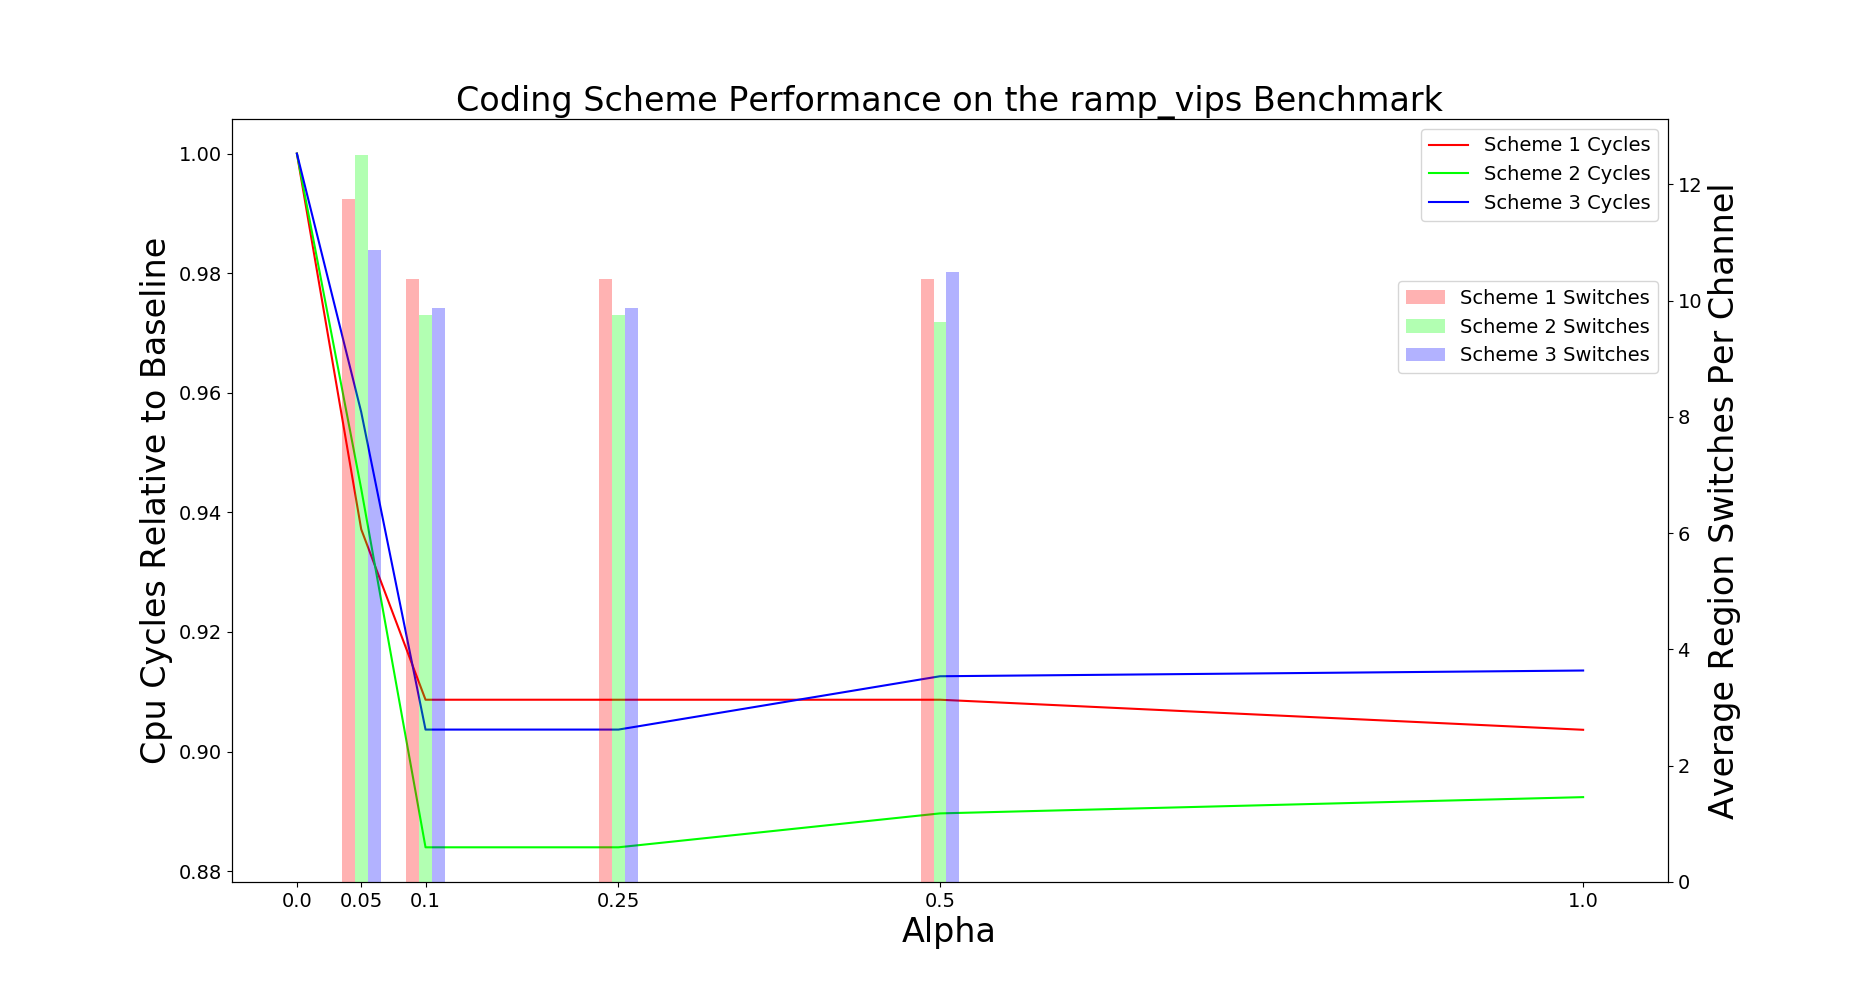 Coding Scheme Performance on the ramp_vips Benchmark
Cpu Cycles Relative to Baseline
1.00
0.98
0.96
0.94
0.92
0.90
0.88
Scheme 1 Cycles
Scheme 2 Cycles
Scheme 3 Cycles
Scheme 1 Switches
Scheme 2 Switches
Scheme 3 Switches
12
10
8
6
4
2
0
Average Region Switches Per Channel
0.0 0.05 0.1 0.25 0.5 1.0
Alpha